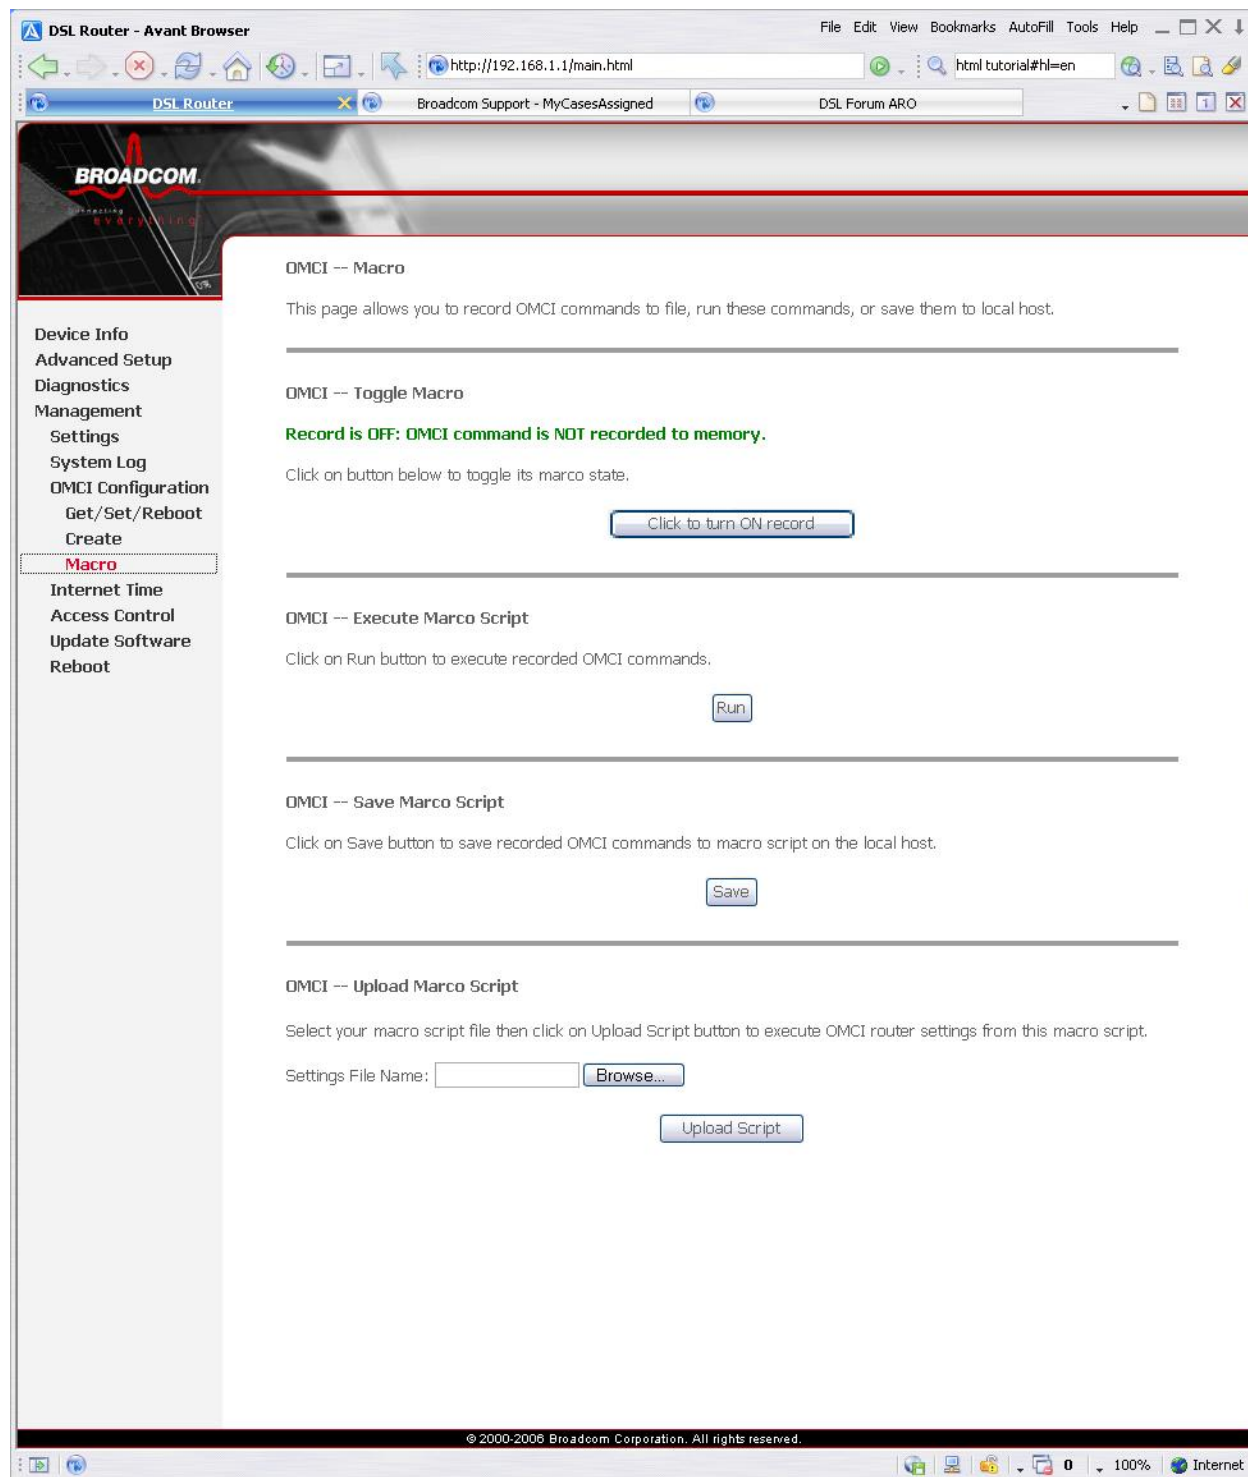 DSL Router - Avant Browser
File Edit View Bookmarks AutoFill Tools Help
http://192.168.1.1/main.html
html tutorial#hl=en
DSL Router
Broadcom Support - MyCasesAssigned
DSL Forum ARO
BROADCOM.
Connecting
everything
Device Info
Advanced Setup
Diagnostics
Management
Settings
System Log
OMCI Configuration
Get/Set/Reboot
Create
Macro
Internet Time
Access Control
Update Software
Reboot
OMCI -- Macro
This page allows you to record OMCI commands to file, run these commands, or save them to local host.
OMCI -- Toggle Macro
Record is OFF: OMCI command is NOT recorded to memory.
Click on button below to toggle its marco state.
Click to turn ON record
OMCI -- Execute Marco Script
Click on Run button to execute recorded OMCI commands.
Run
OMCI -- Save Marco Script
Click on Save button to save recorded OMCI commands to macro script on the local host.
Save
OMCI -- Upload Marco Script
Select your macro script file then click on Upload Script button to execute OMCI router settings from this macro script.
Settings File Name:
Browse...
Upload Script
© 2000-2006 Broadcom Corporation. All rights reserved.
0 100% Internet